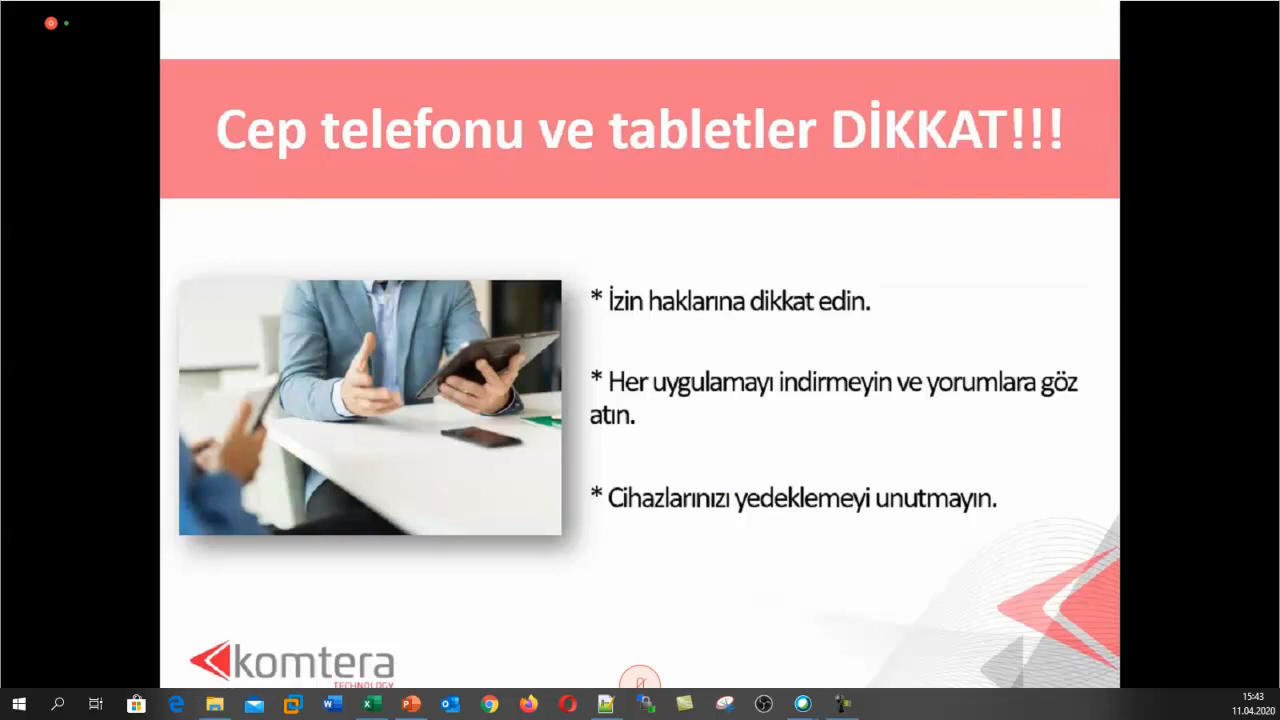 Cep telefonu ve tabletler DİKKAT!!!
* İzin haklarına dikkat edin.
* Her uygulamayı indirmeyin ve yorumlara göz
atın.
* Cihazlarınızı yedeklemeyi unutmayın.
komtera
TECHNOLOGY
15:43
11.04.2020